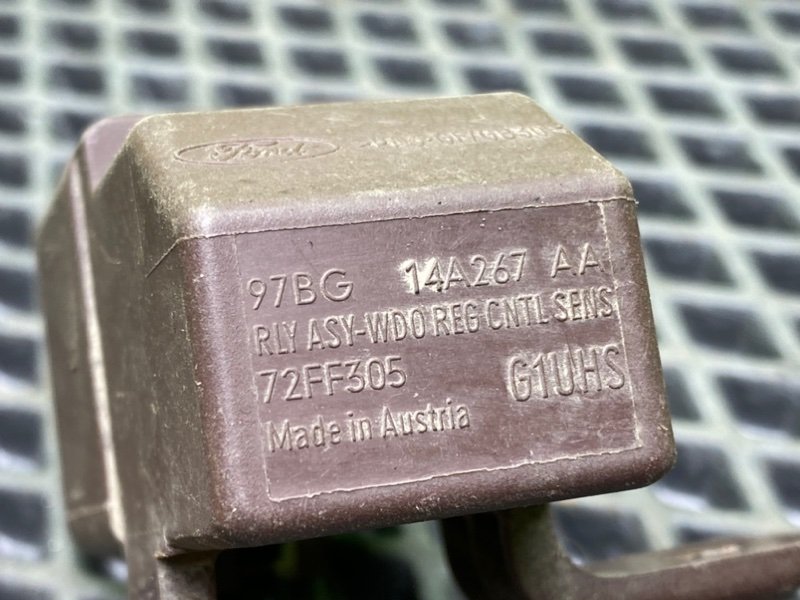 Ford
97BG 14A267 AA
RLY ASY-WDO REG CNTL SENS
72FF305 G1UHS
Made in Austria